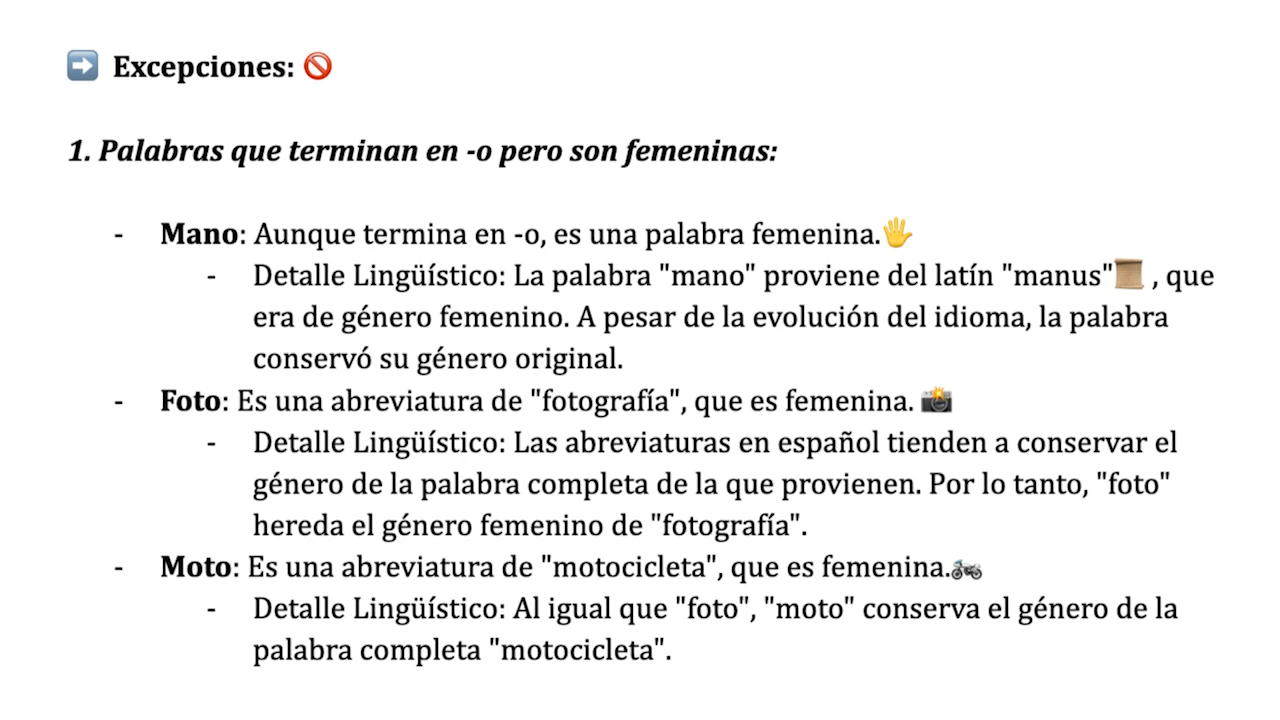 ➡️ Excepciones: 🚫
1. Palabras que terminan en -o pero son femeninas:
- Mano: Aunque termina en -o, es una palabra femenina.🖐️
- Detalle Lingüístico: La palabra "mano" proviene del latín "manus"📜 , que
era de género femenino. A pesar de la evolución del idioma, la palabra
conservó su género original.
- Foto: Es una abreviatura de "fotografía", que es femenina. 📸
- Detalle Lingüístico: Las abreviaturas en español tienden a conservar el
género de la palabra completa de la que provienen. Por lo tanto, "foto"
hereda el género femenino de "fotografía".
- Moto: Es una abreviatura de "motocicleta", que es femenina.🏍️
- Detalle Lingüístico: Al igual que "foto", "moto" conserva el género de la
palabra completa "motocicleta".